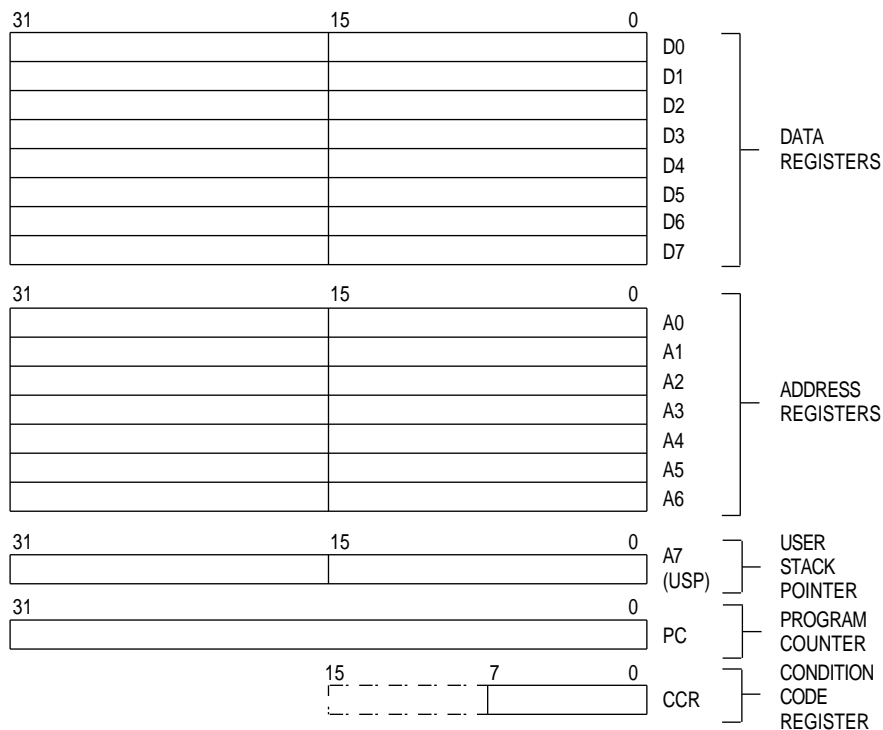 31 15 0
D0
D1
D2
D3
D4
D5
D6
D7
DATA
REGISTERS
31 15 0
A0
A1
A2
A3
A4
A5
A6
ADDRESS
REGISTERS
31 15 0
A7
(USP)
USER
STACK
POINTER
31 0
PC
PROGRAM
COUNTER
15 7 0
CCR
CONDITION
CODE
REGISTER